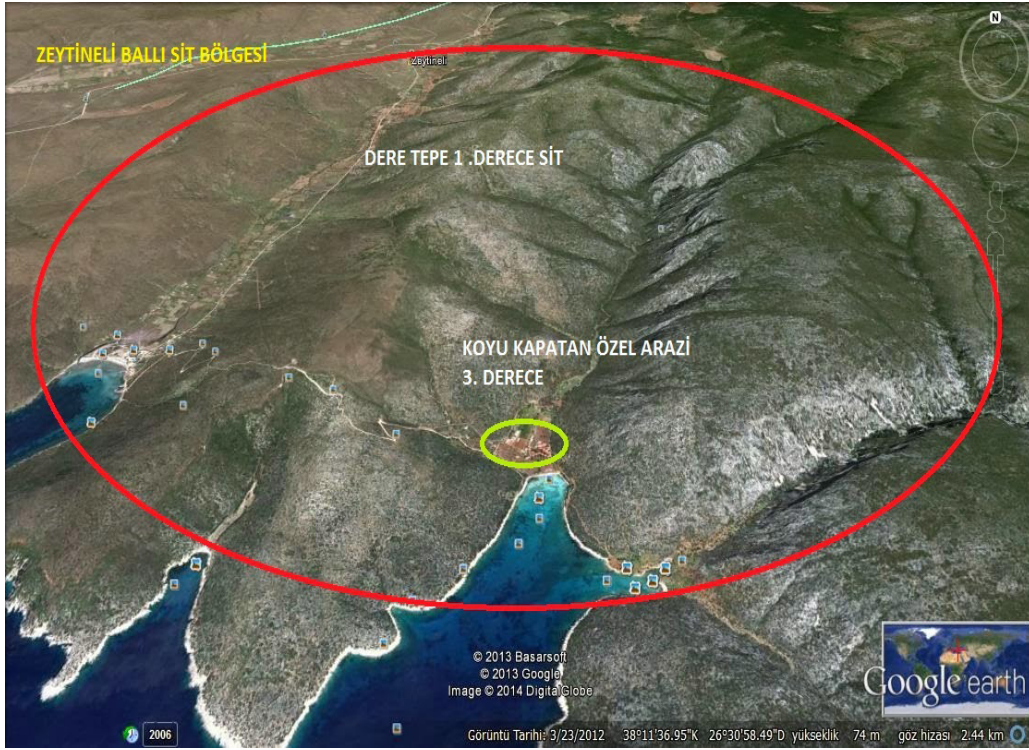 N
ZEYTİNELİ BALLI SİT BÖLGESİ
Zeytineli
DERE TEPE 1 .DERECE SİT
KOYU KAPATAN ÖZEL ARAZİ
3. DERECE
© 2013 Basarsoft
© 2013 Google
Image © 2014 DigitalGlobe
Google earth
2006
Görüntü Tarihi: 3/23/2012 38°11'36.95"K 26°30'58.49"D yükseklik 74 m göz hizası 2.44 km